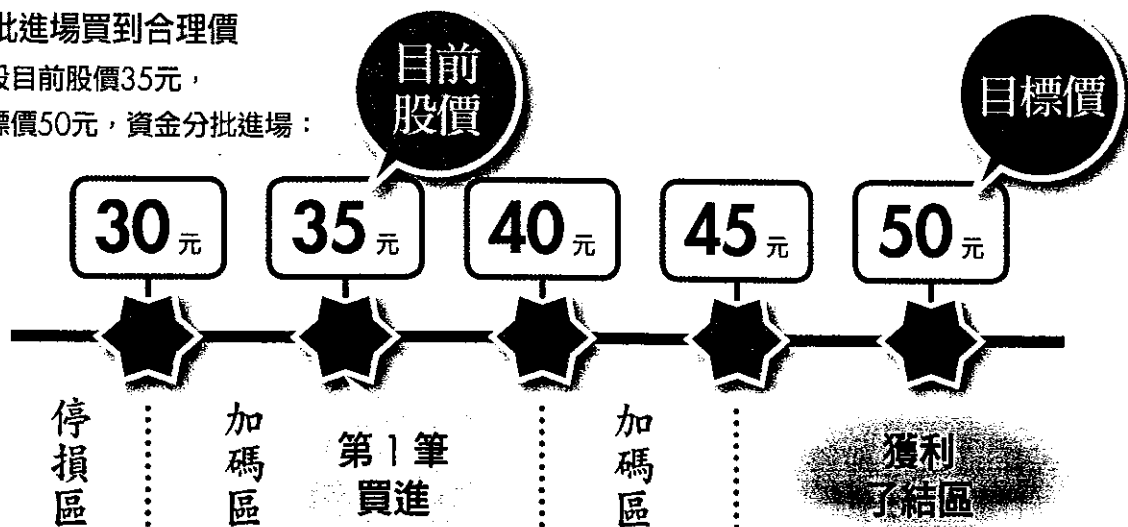 批進場買到合理價
設目前股價35元，
標價50元，資金分批進場：
目前
股價
目標價
30元
35元
40元
45元
50元
停損區
加碼區
第1筆
買進
加碼區
獲利
了結區